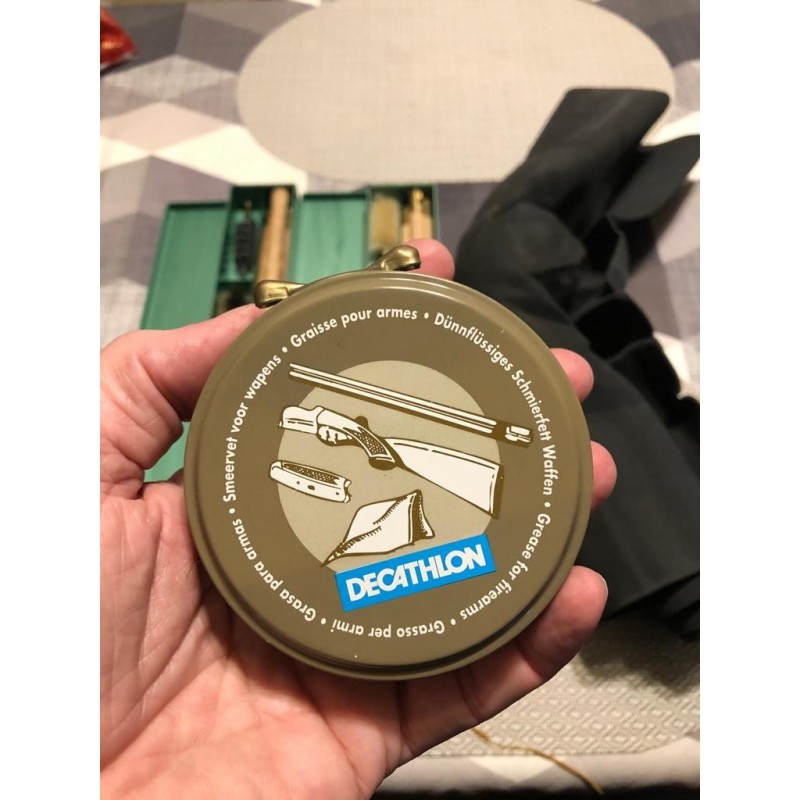 Graisse pour armes • Dünnflüssiges Schmierfett Waffen • Grease for firearms • Grasso per armi • Grasa para armas • Smeervet voor wapens •
DECATHLON